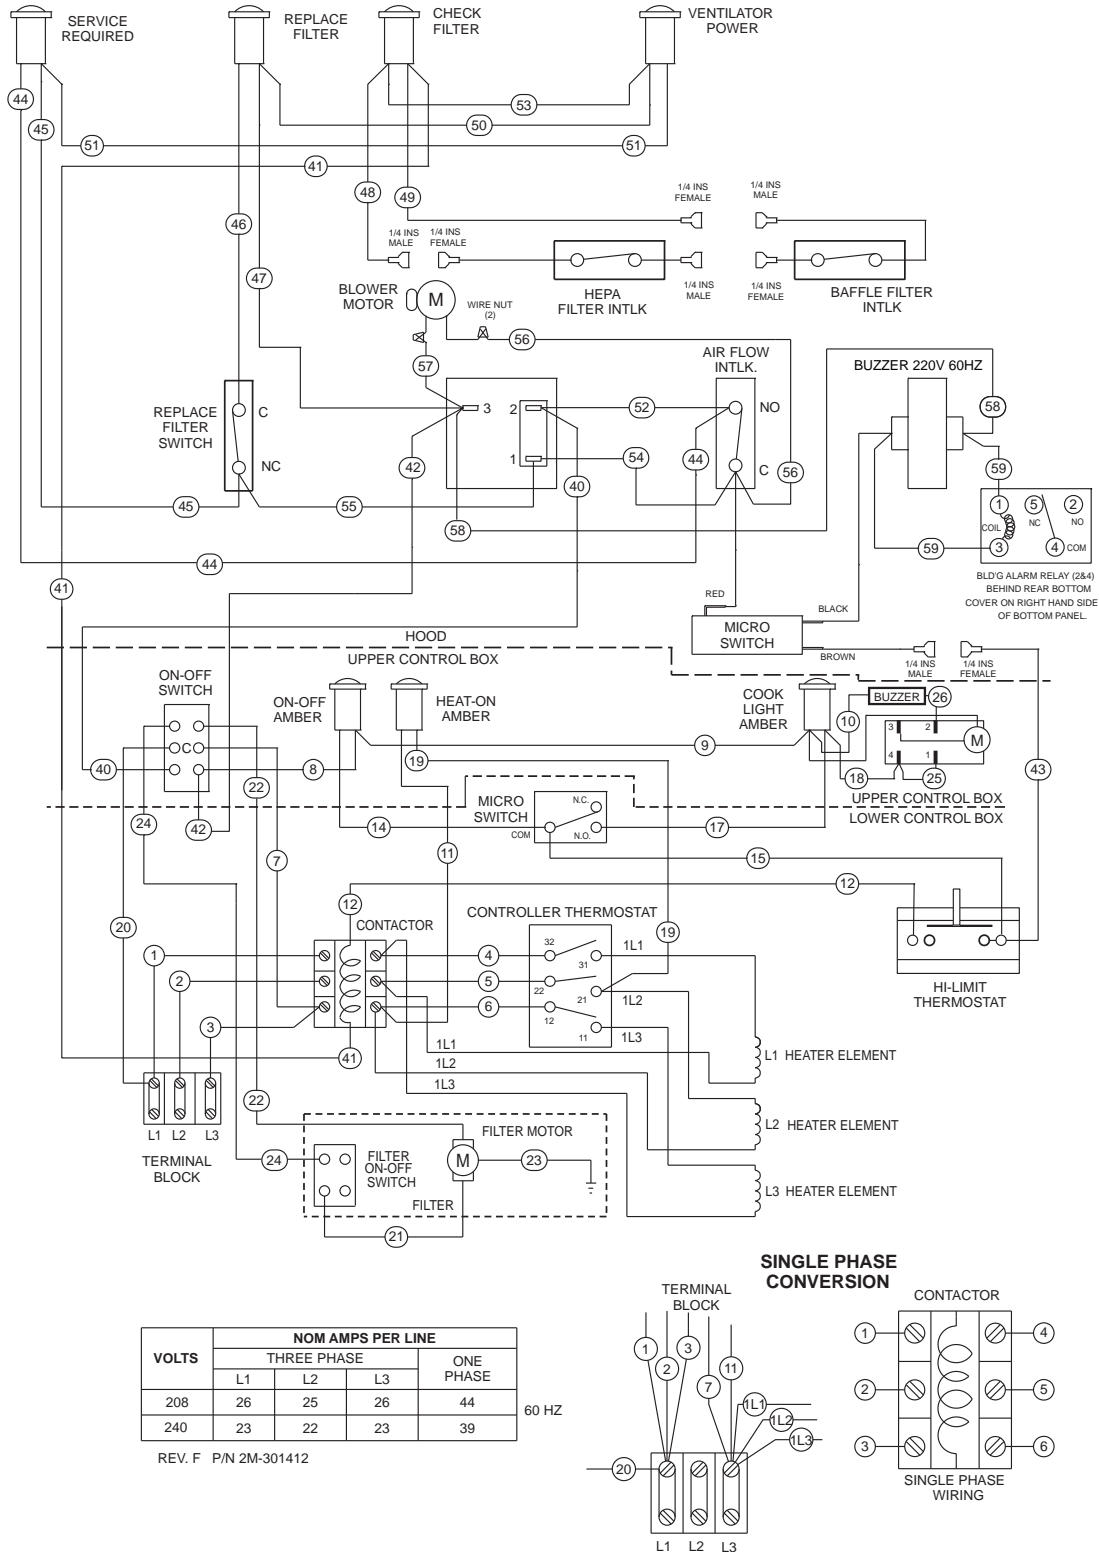 SERVICE
REQUIRED
REPLACE
FILTER
CHECK
FILTER
VENTILATOR
POWER
44
45
53
50
51
51
41
48
49
46
47
1/4 INS
FEMALE
1/4 INS
MALE
1/4 INS
MALE
1/4 INS
FEMALE
HEPA
FILTER INTLK
1/4 INS
MALE
1/4 INS
FEMALE
BAFFLE FILTER
INTLK
BLOWER
MOTOR
M
WIRE NUT
(2)
56
57
AIR FLOW
INTLK.
BUZZER 220V 60HZ
REPLACE
FILTER
SWITCH
C
NC
3
2
1
52
54
NO
C
44
56
58
59
42
40
45
55
58
1
5
2
NC
NO
COIL
3
4
COM
59
44
41
BLD'G ALARM RELAY (2&4)
BEHIND REAR BOTTOM
COVER ON RIGHT HAND SIDE
OF BOTTOM PANEL.
RED
BLACK
MICRO
SWITCH
BROWN
HOOD
UPPER CONTROL BOX
1/4 INS
MALE
1/4 INS
FEMALE
ON-OFF
SWITCH
ON-OFF
AMBER
HEAT-ON
AMBER
COOK
LIGHT
AMBER
BUZZER
26
10
3
2
M
4
1
C
9
19
40
8
22
18
25
43
24
42
MICRO
SWITCH
N.C.
COM
N.O.
UPPER CONTROL BOX
LOWER CONTROL BOX
14
17
7
11
15
12
12
20
CONTACTOR
CONTROLLER THERMOSTAT
19
1
4
32
31
1L1
2
5
22
21
1L2
3
6
12
11
1L3
HI-LIMIT
THERMOSTAT
41
1L1
1L2
1L3
L1 HEATER ELEMENT
22
L1 L2 L3
TERMINAL
BLOCK
L2 HEATER ELEMENT
FILTER MOTOR
24
FILTER
ON-OFF
SWITCH
M
23
FILTER
21
L3 HEATER ELEMENT
SINGLE PHASE
CONVERSION
TERMINAL
BLOCK
1
2
3
7
11
1L1
1L2
1L3
20
L1 L2 L3
CONTACTOR
1
4
2
5
3
6
SINGLE PHASE
WIRING
VOLTS
NOM AMPS PER LINE
THREE PHASE
ONE
PHASE
L1 L2 L3
208 26 25 26 44
240 23 22 23 39
60 HZ
REV. F P/N 2M-301412